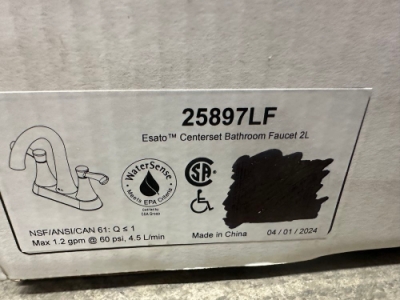 25897LF
Esato™ Centerset Bathroom Faucet 2L
WaterSense
Meets EPA Criteria
SA
NSF/ANSI/CAN 61: Q ≤ 1
Max 1.2 gpm @ 60 psi, 4.5 L/min
Made in China
04 / 01 / 2024